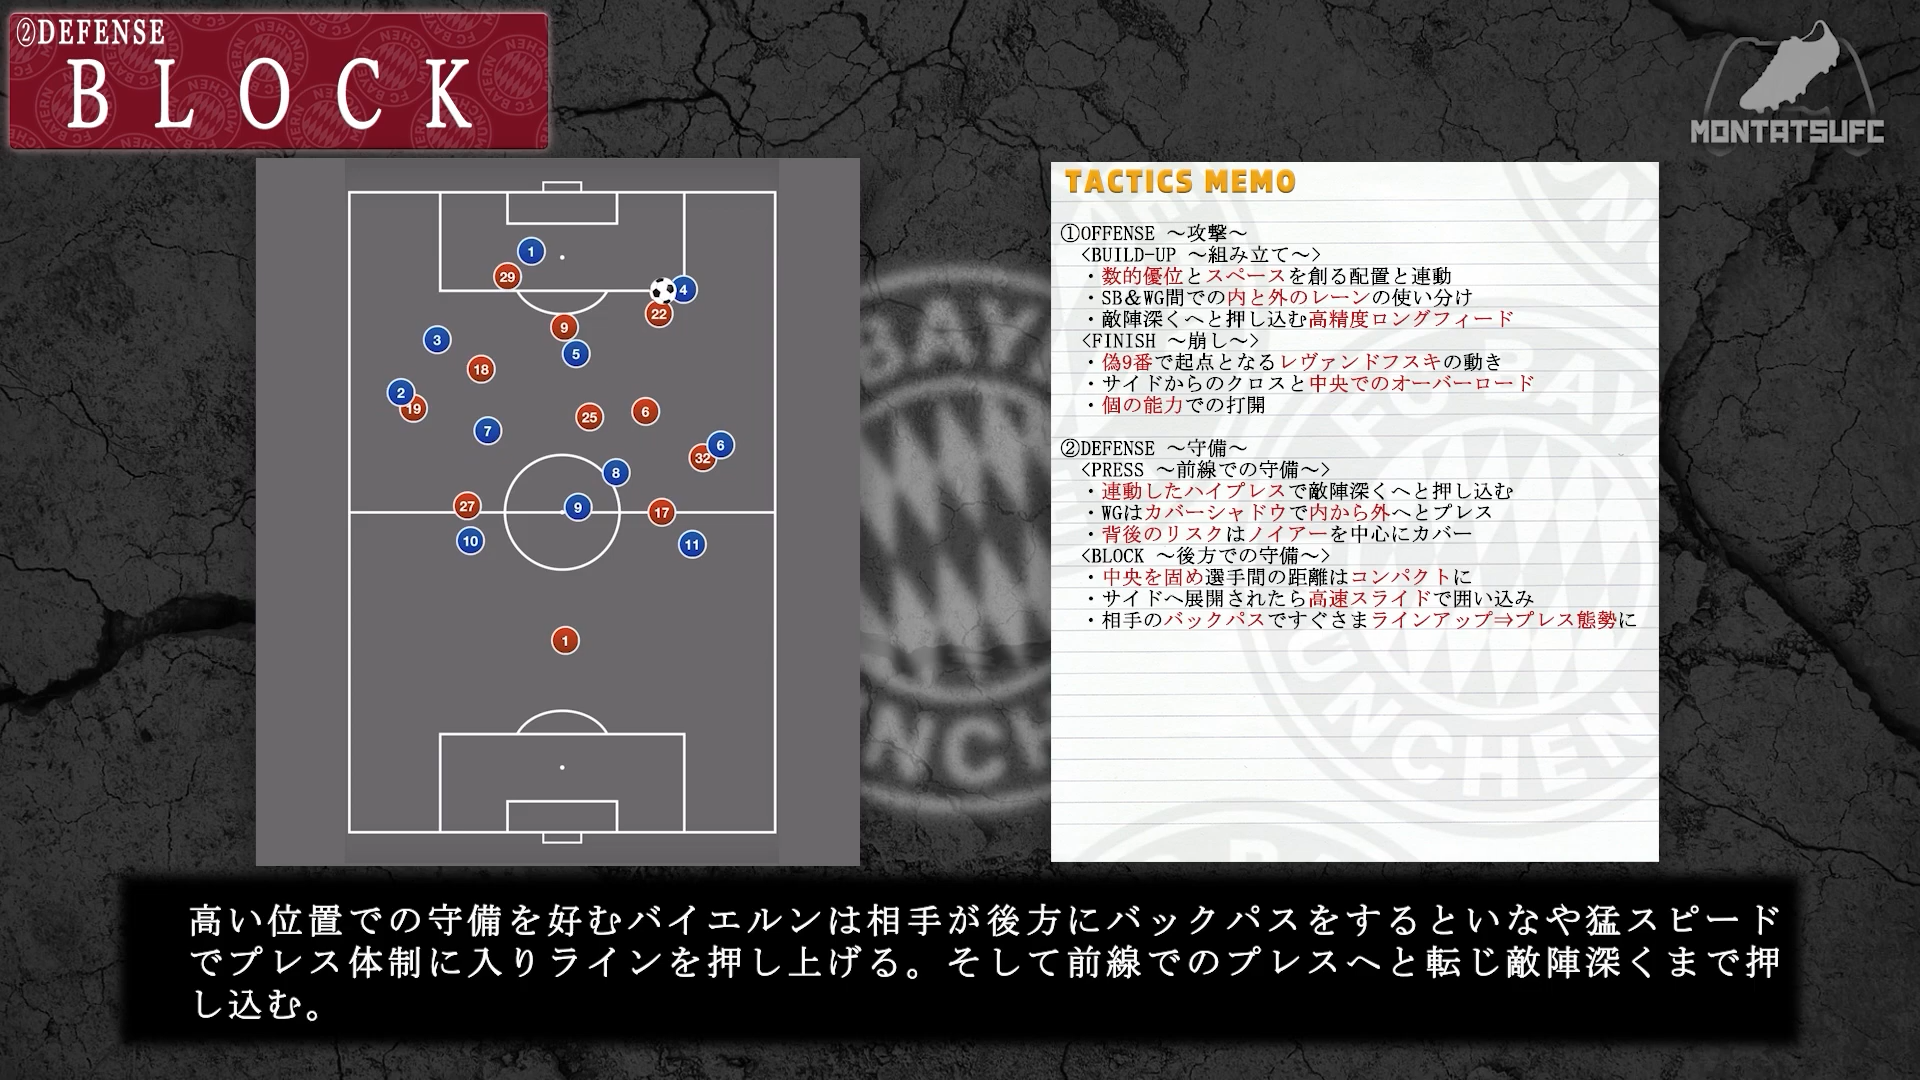 ②DEFENSE
BLOCK
MONTATSUFC
1
29
4
22
9
5
3
18
2
19
25
6
7
6
32
8
27
9
17
10
11
1
TACTICS MEMO
①OFFENSE ～攻撃～
<BUILD-UP ～組み立て～>
・数的優位とスペースを創る配置と連動
・SB＆WG間での内と外のレーンの使い分け
・敵陣深くへと押し込む高精度ロングフィード
<FINISH ～崩し～>
・偽9番で起点となるレヴァンドフスキの動き
・サイドからのクロスと中央でのオーバーロード
・個の能力での打開
②DEFENSE ～守備～
<PRESS ～前線での守備～>
・連動したハイプレスで敵陣深くへと押し込む
・WGはカバーシャドウで内から外へとプレス
・背後のリスクはノイアーを中心にカバー
<BLOCK ～後方での守備～>
・中央を固め選手間の距離はコンパクトに
・サイドへ展開されたら高速スライドで囲い込み
・相手のバックパスですぐさまラインアップ⇒プレス態勢に
高い位置での守備を好むバイエルンは相手が後方にバックパスをするといなや猛スピード
でプレス体制に入りラインを押し上げる。そして前線でのプレスへと転じ敵陣深くまで押
し込む。